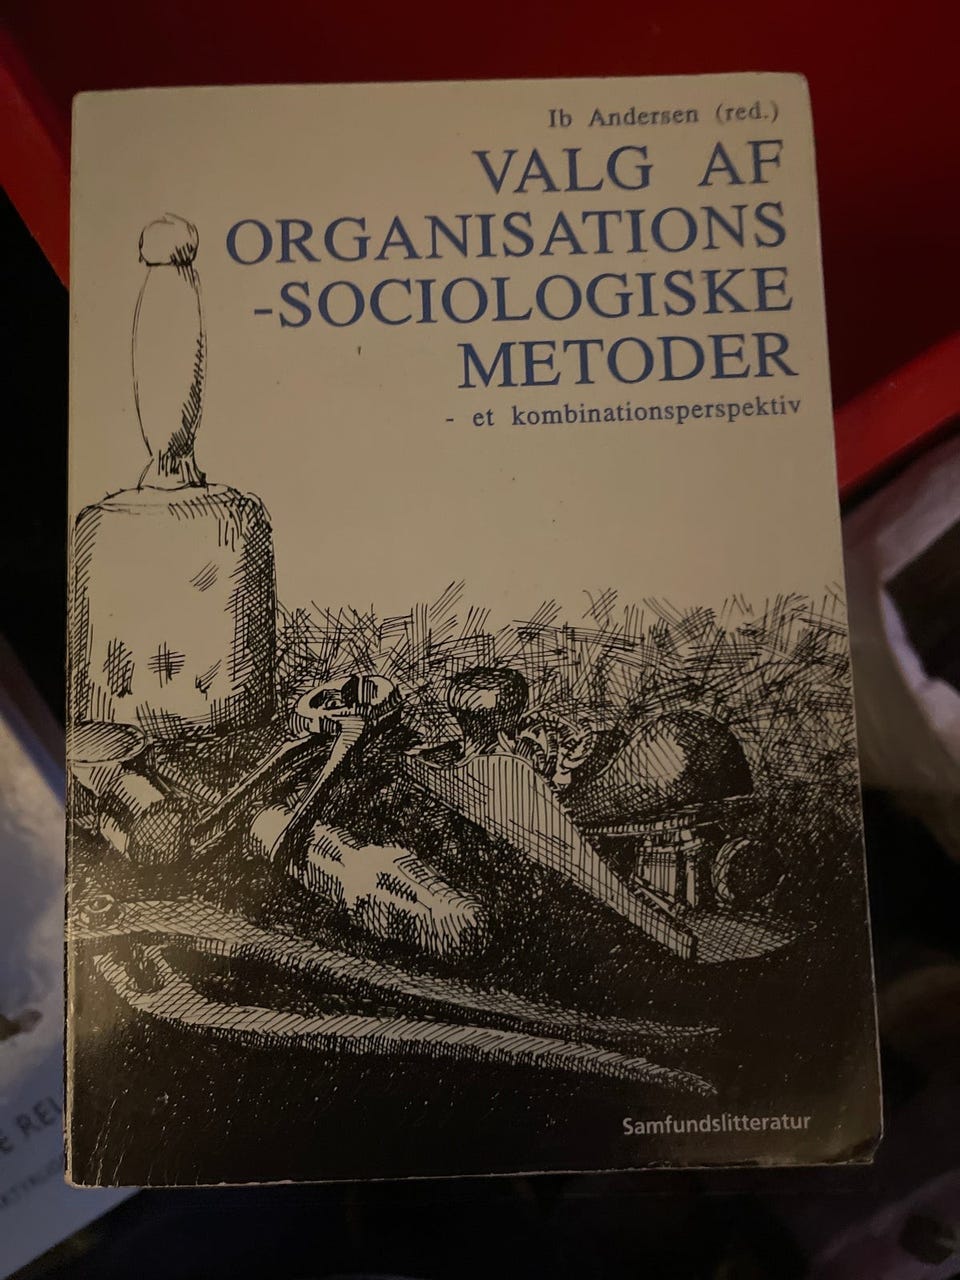 Ib Andersen (red.)
VALG AF
ORGANISATIONS
-SOCIOLOGISKE
METODER
- et kombinationsperspektiv
Samfundslitteratur